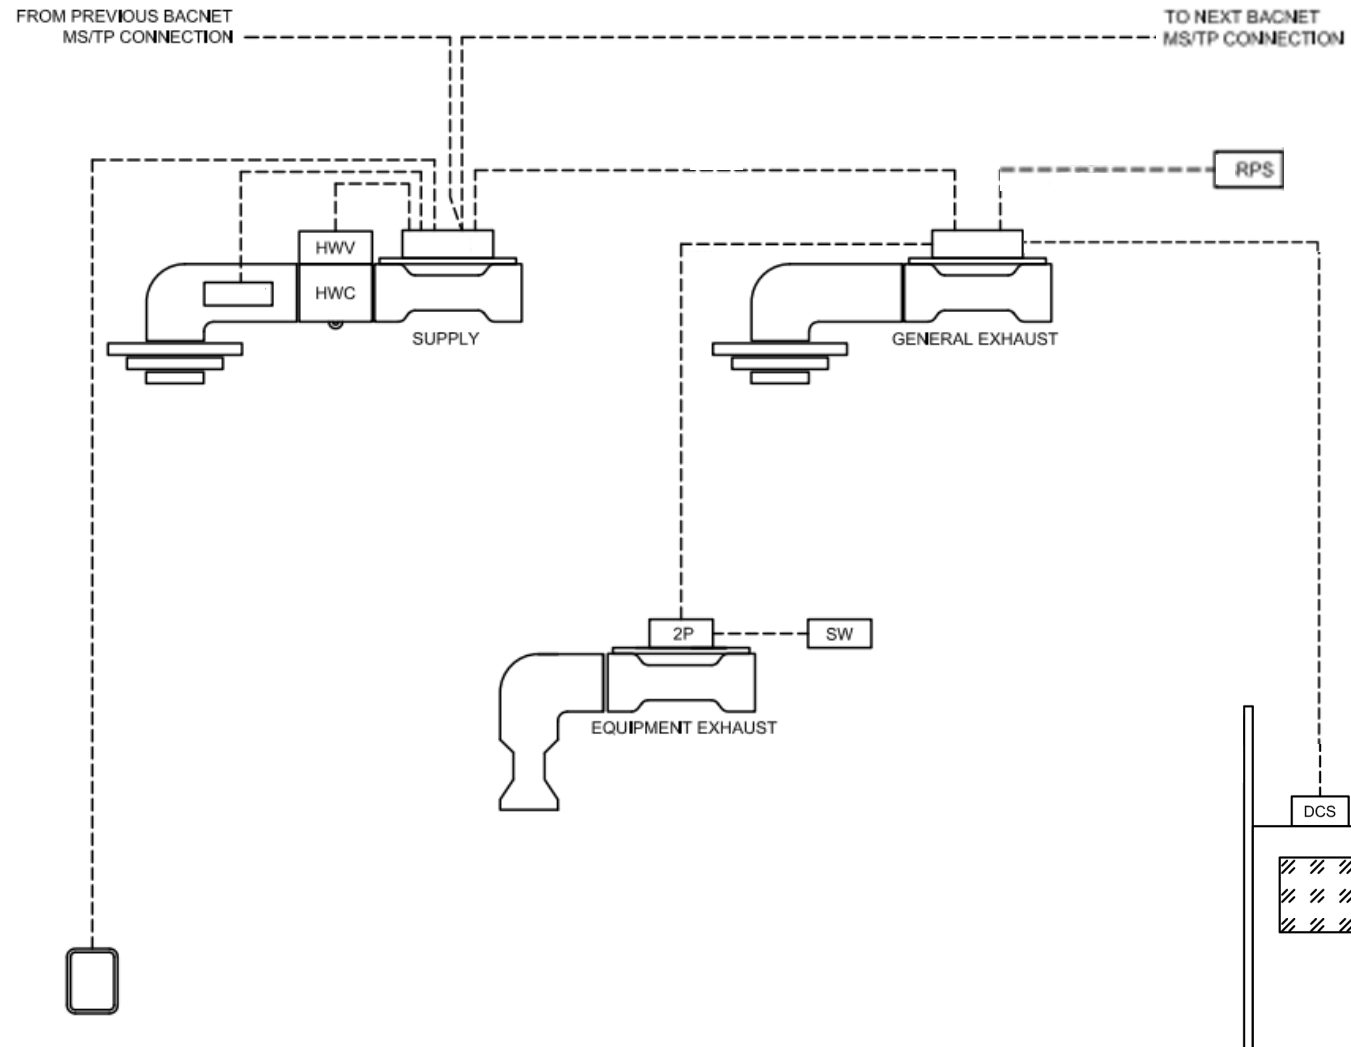 FROM PREVIOUS BACNET
MS/TP CONNECTION
TO NEXT BACNET
MS/TP CONNECTION
RPS
HWV
HWC
SUPPLY
GENERAL EXHAUST
2P
SW
EQUIPMENT EXHAUST
DCS